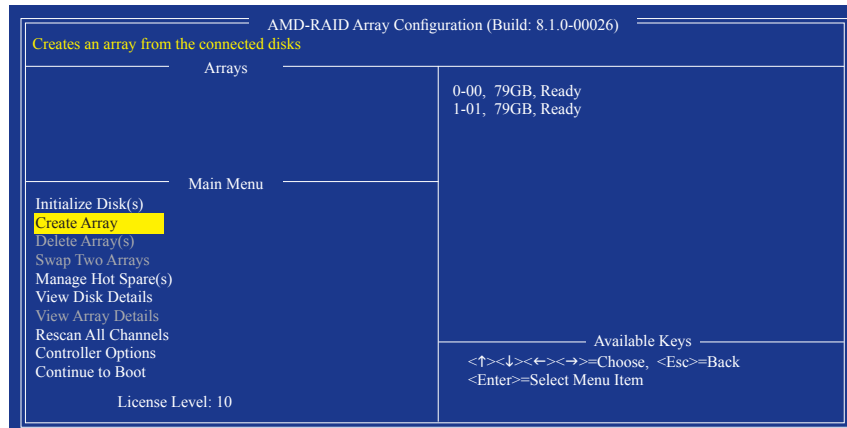 AMD-RAID Array Configuration (Build: 8.1.0-00026)
Creates an array from the connected disks
Arrays
0-00, 79GB, Ready
1-01, 79GB, Ready
Main Menu
Initialize Disk(s)
Create Array
Delete Array(s)
Swap Two Arrays
Manage Hot Spare(s)
View Disk Details
View Array Details
Rescan All Channels
Controller Options
Continue to Boot
License Level: 10
Available Keys
<↑><↓><←><→>=Choose, <Esc>=Back
<Enter>=Select Menu Item